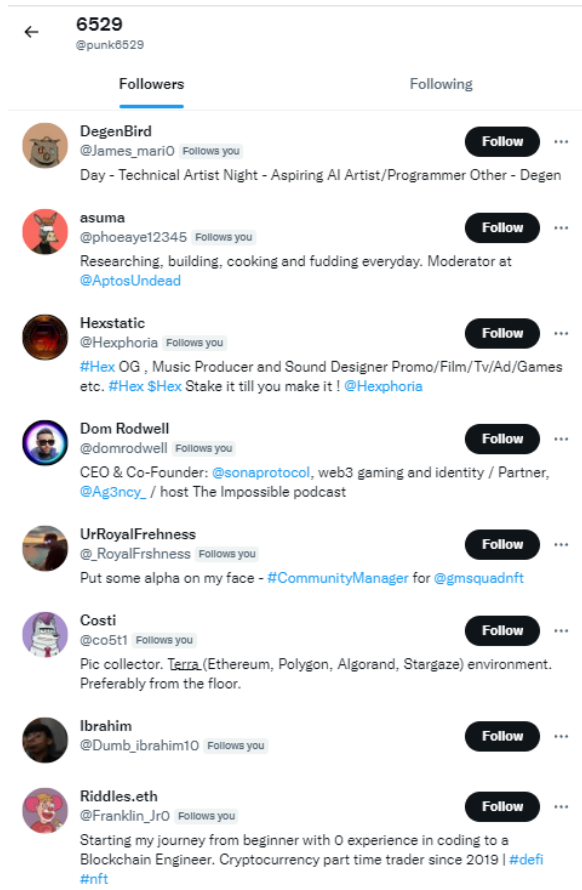 6529
@punk6529
Followers Following
DegenBird
@James_mari0 Follows you
Follow
Day - Technical Artist Night - Aspiring AI Artist/Programmer Other - Degen
asuma
@phoeaye12345 Follows you
Follow
Researching, building, cooking and fudding everyday. Moderator at
@AptosUndead
Hexstatic
@Hexphoria Follows you
Follow
#Hex OG , Music Producer and Sound Designer Promo/Film/Tv/Ad/Games
etc. #Hex $Hex Stake it till you make it ! @Hexphoria
Dom Rodwell
@domrodwell Follows you
Follow
CEO & Co-Founder: @sonaprotocol, web3 gaming and identity / Partner,
@Ag3ncy_ / host The Impossible podcast
UrRoyalFrehness
@_RoyalFrshness Follows you
Follow
Put some alpha on my face - #CommunityManager for @gmsquadnft
Costi
@co5t1 Follows you
Follow
Pic collector. Terra (Ethereum, Polygon, Algorand, Stargaze) environment.
Preferably from the floor.
Ibrahim
@Dumb_ibrahim10 Follows you
Follow
Riddles.eth
@Franklin_Jr0 Follows you
Follow
Starting my journey from beginner with 0 experience in coding to a
Blockchain Engineer. Cryptocurrency part time trader since 2019 | #defi
#nft